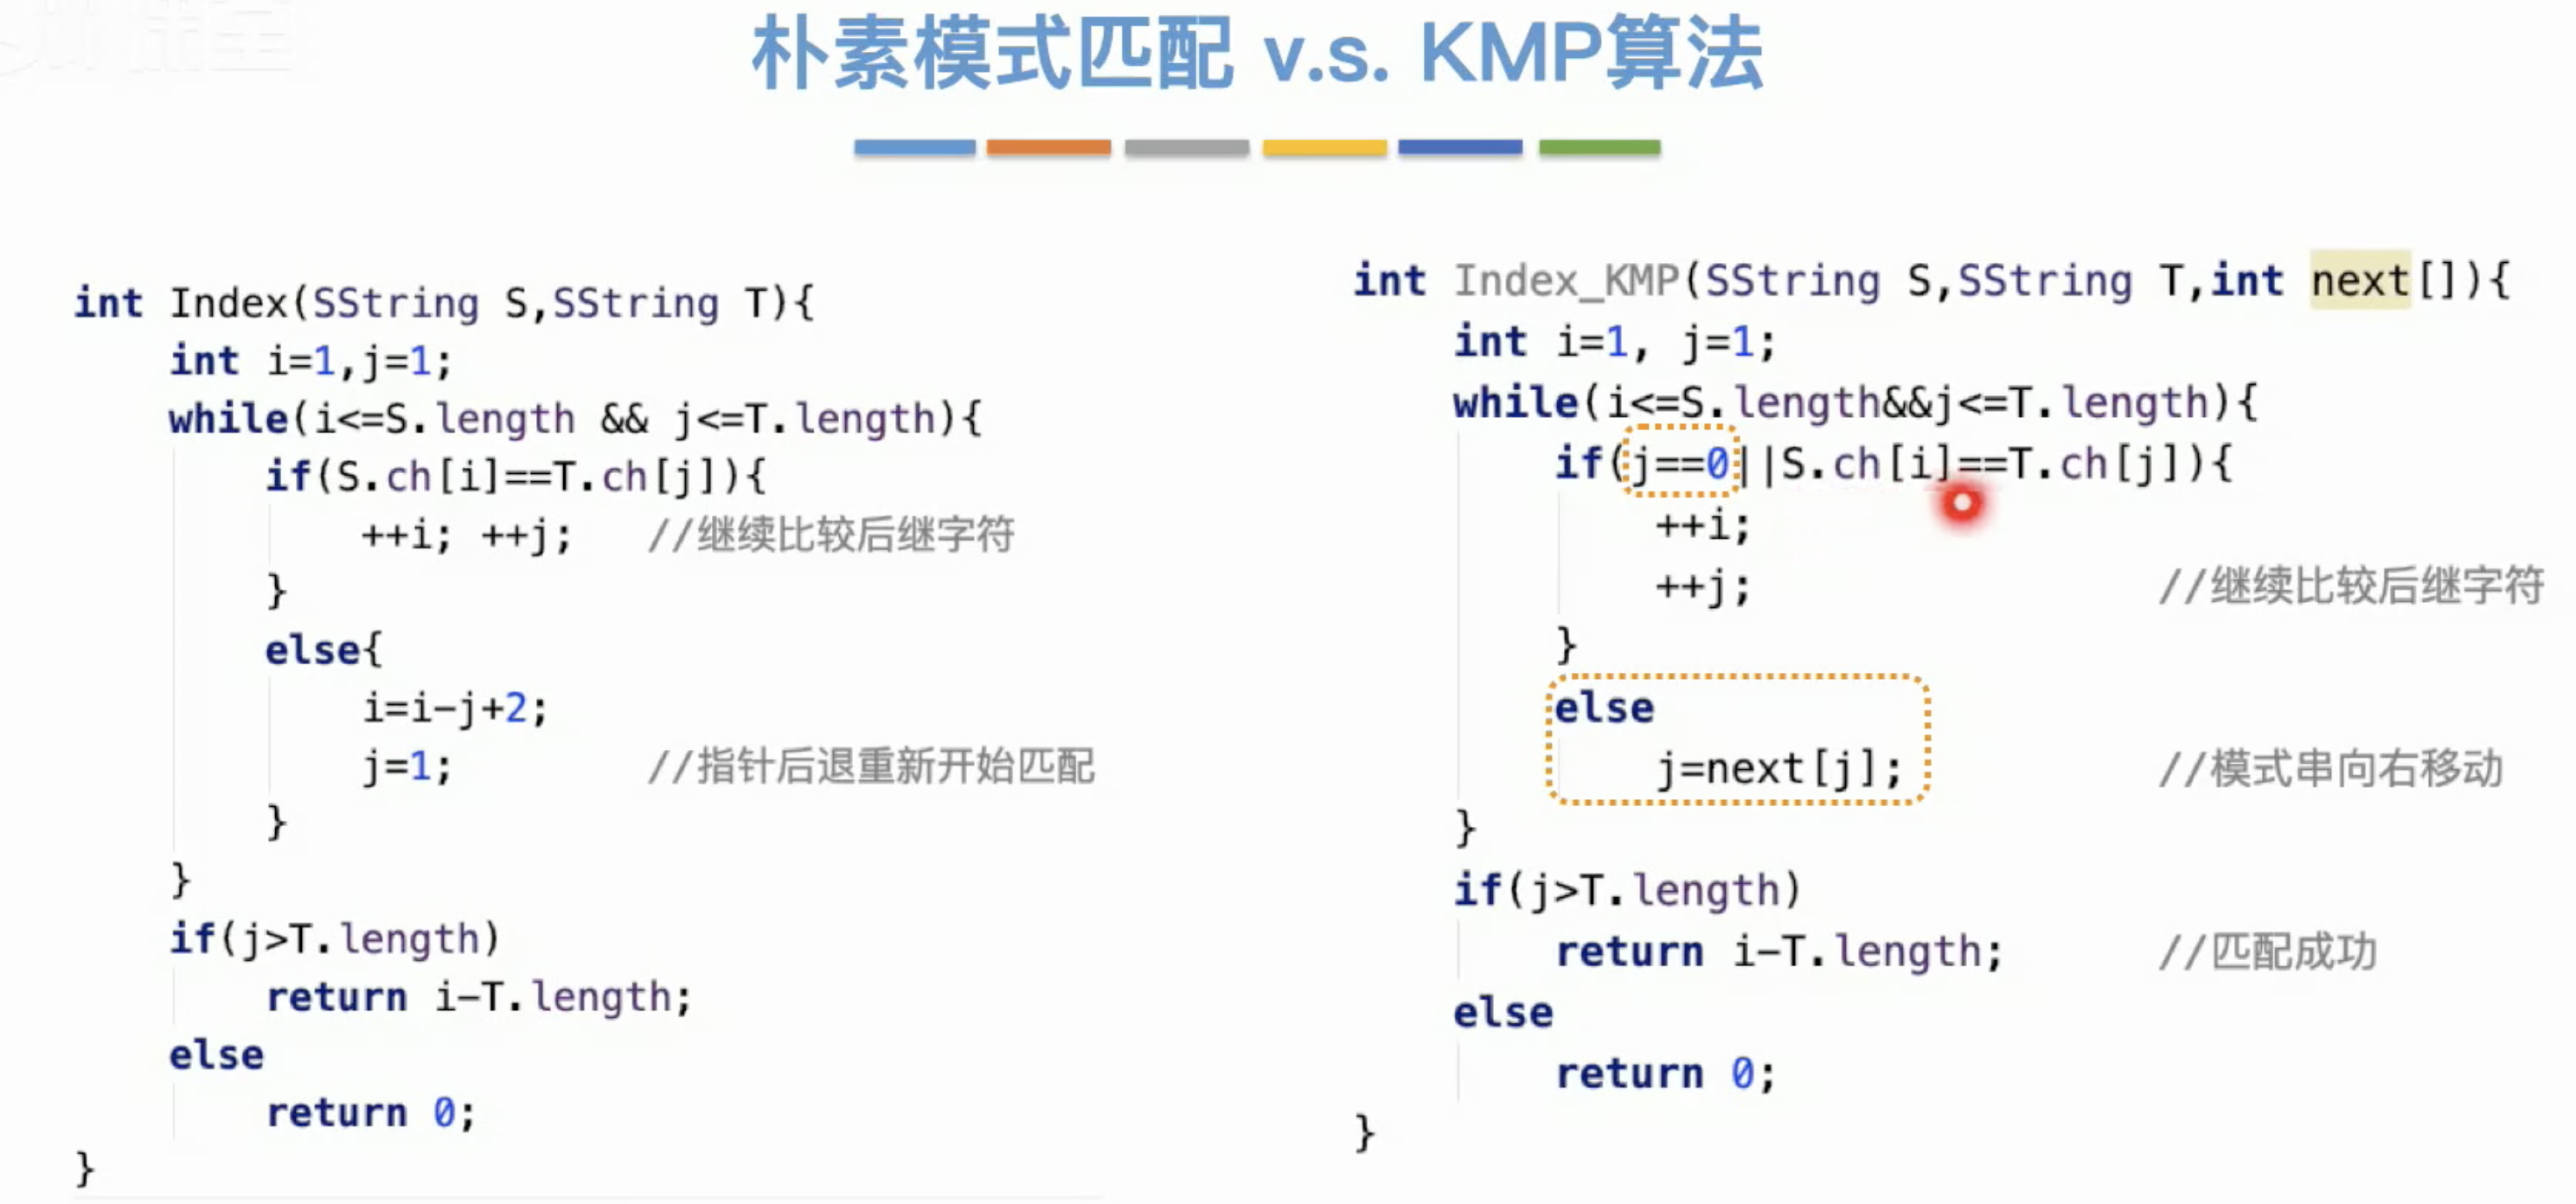 朴素模式匹配 v.s. KMP算法
int Index(SString S,SString T){
int i=1,j=1;
while(i<=S.length && j<=T.length){
if(S.ch[i]==T.ch[j]){
++i; ++j; //继续比较后继字符
}
else{
i=i-j+2;
j=1; //指针后退重新开始匹配
}
}
if(j>T.length)
return i-T.length;
else
return 0;
}
int Index_KMP(SString S,SString T,int next[]){
int i=1, j=1;
while(i<=S.length&&j<=T.length){
if(j==0||S.ch[i]==T.ch[j]){
++i;
++j; //继续比较后继字符
}
else
j=next[j]; //模式串向右移动
}
if(j>T.length)
return i-T.length; //匹配成功
else
return 0;
}